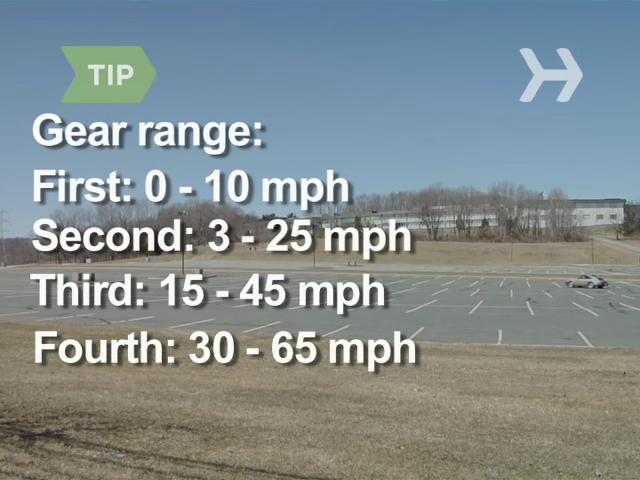 TIP
Gear range:
First: 0 - 10 mph
Second: 3 - 25 mph
Third: 15 - 45 mph
Fourth: 30 - 65 mph